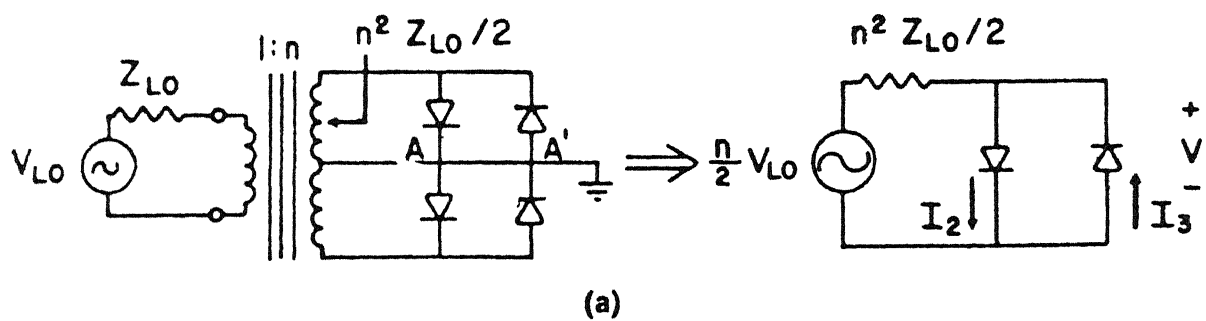 1:n
n² Z_LO/2
Z_LO
V_LO
A A'
n² Z_LO/2
n/2 V_LO
I₂
I₃
+
V
-
(a)